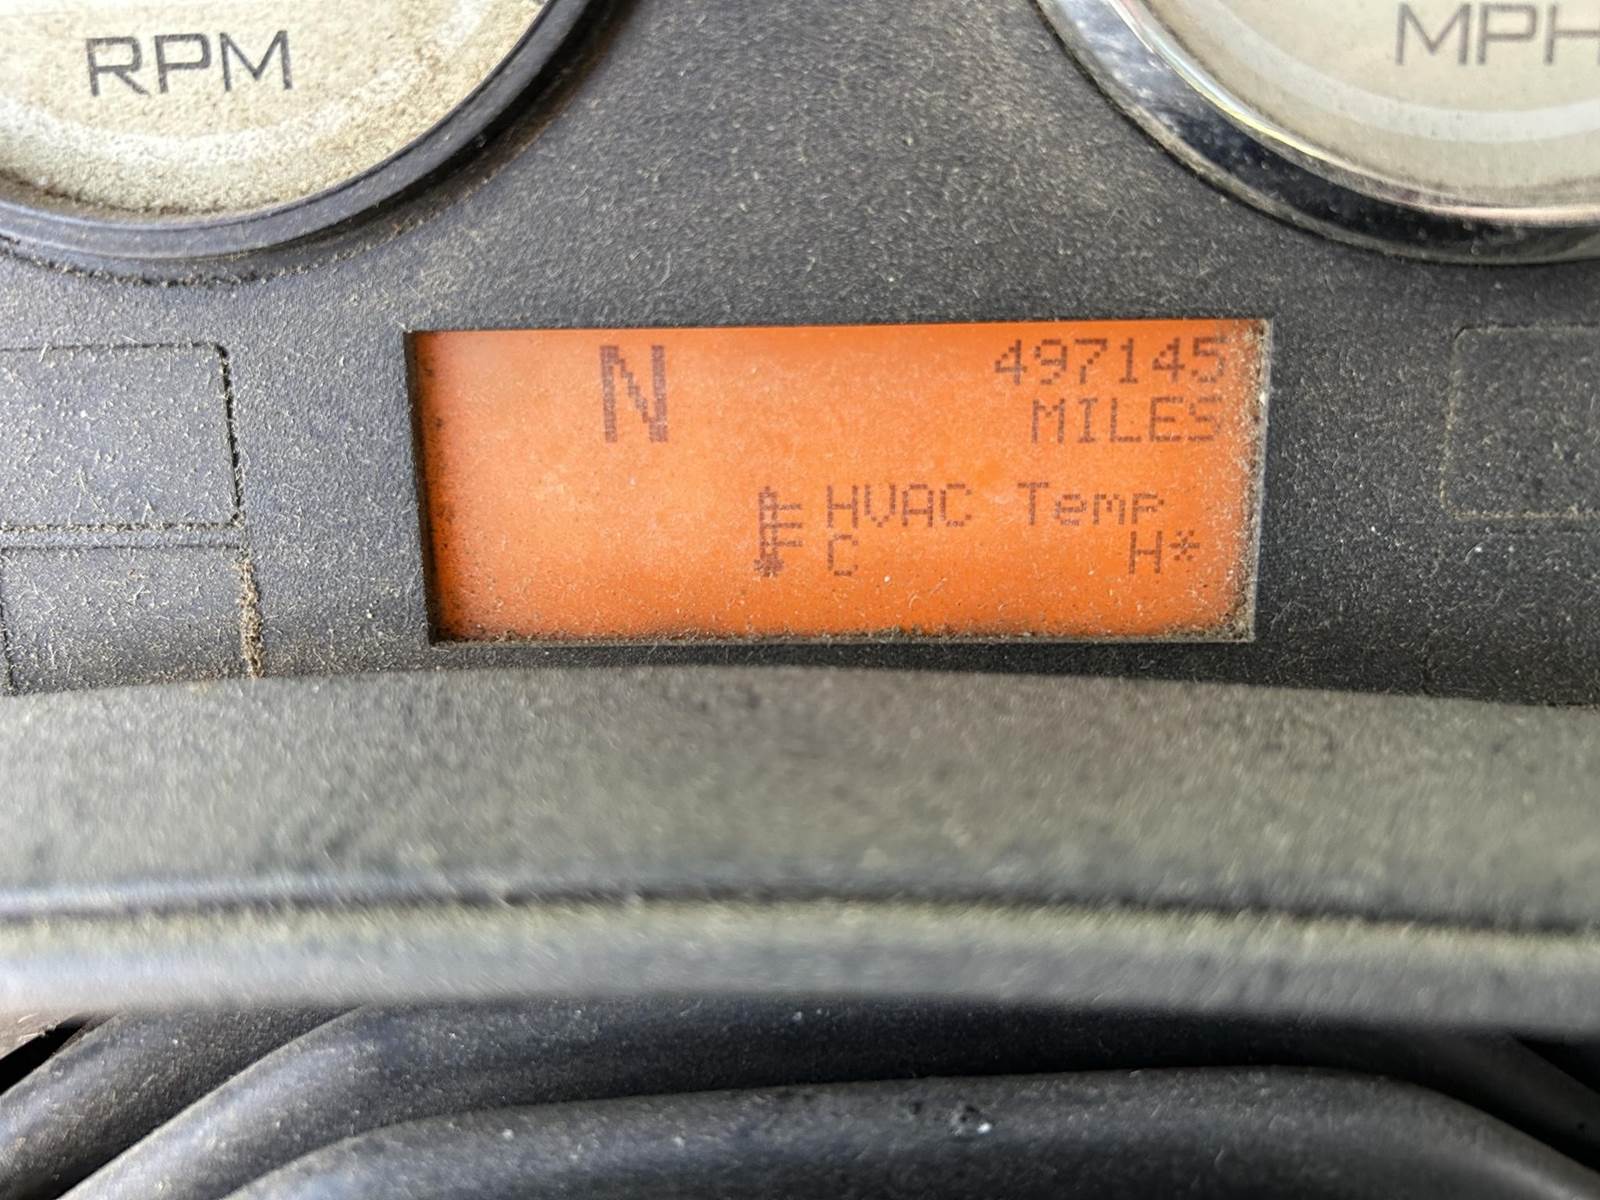 RPM
MPH
N
497145
MILES
HVAC Temp
C H*